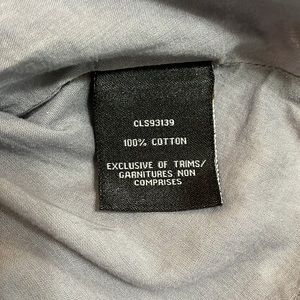 CLS93139
100% COTTON
EXCLUSIVE OF TRIMS/
GARNITURES NON
COMPRISES